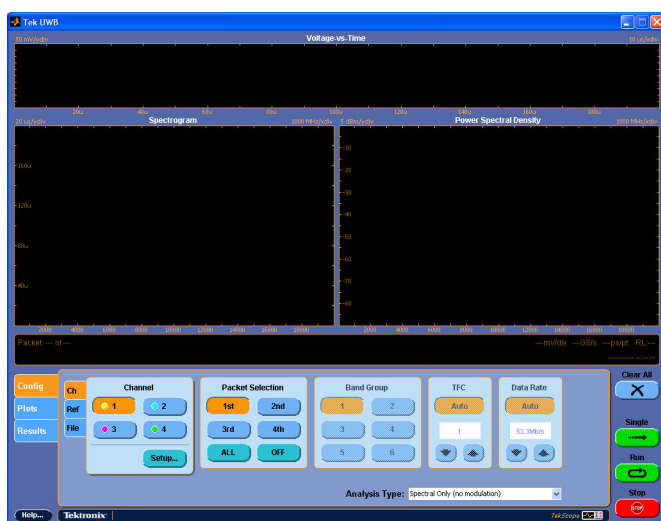 Tek UWB
50 mV/ydiv Voltage-vs-Time 10 us/xdiv
20u 40u 60u 80u 100u 120u 140u 160u 180u
20 us/ydiv Spectrogram 1000 MHz/xdiv
5 dBm/ydiv Power Spectral Density 1000 MHz/xdiv
-160u
-120u
-80u
-40u
-10
-20
-30
-40
-50
-60
-70
-80
2000 4000 6000 8000 10000 12000 14000 16000 18000
2000 4000 6000 8000 10000 12000 14000 16000 18000
Packet: --- of --- ---mV/div ---GS/s ---ps/pt RL:---
Config
Plots
Results
Ch
Ref
File
Channel
1 2
3 4
Setup...
Packet Selection
1st 2nd
3rd 4th
ALL OFF
Band Group
1 2
3 4
5 6
TFC
Auto
1
Data Rate
Auto
53.3Mb/s
Analysis Type: Spectral Only (no modulation)
Clear All
Single
Run
Stop
STOP
Help... Tektronix TekScope